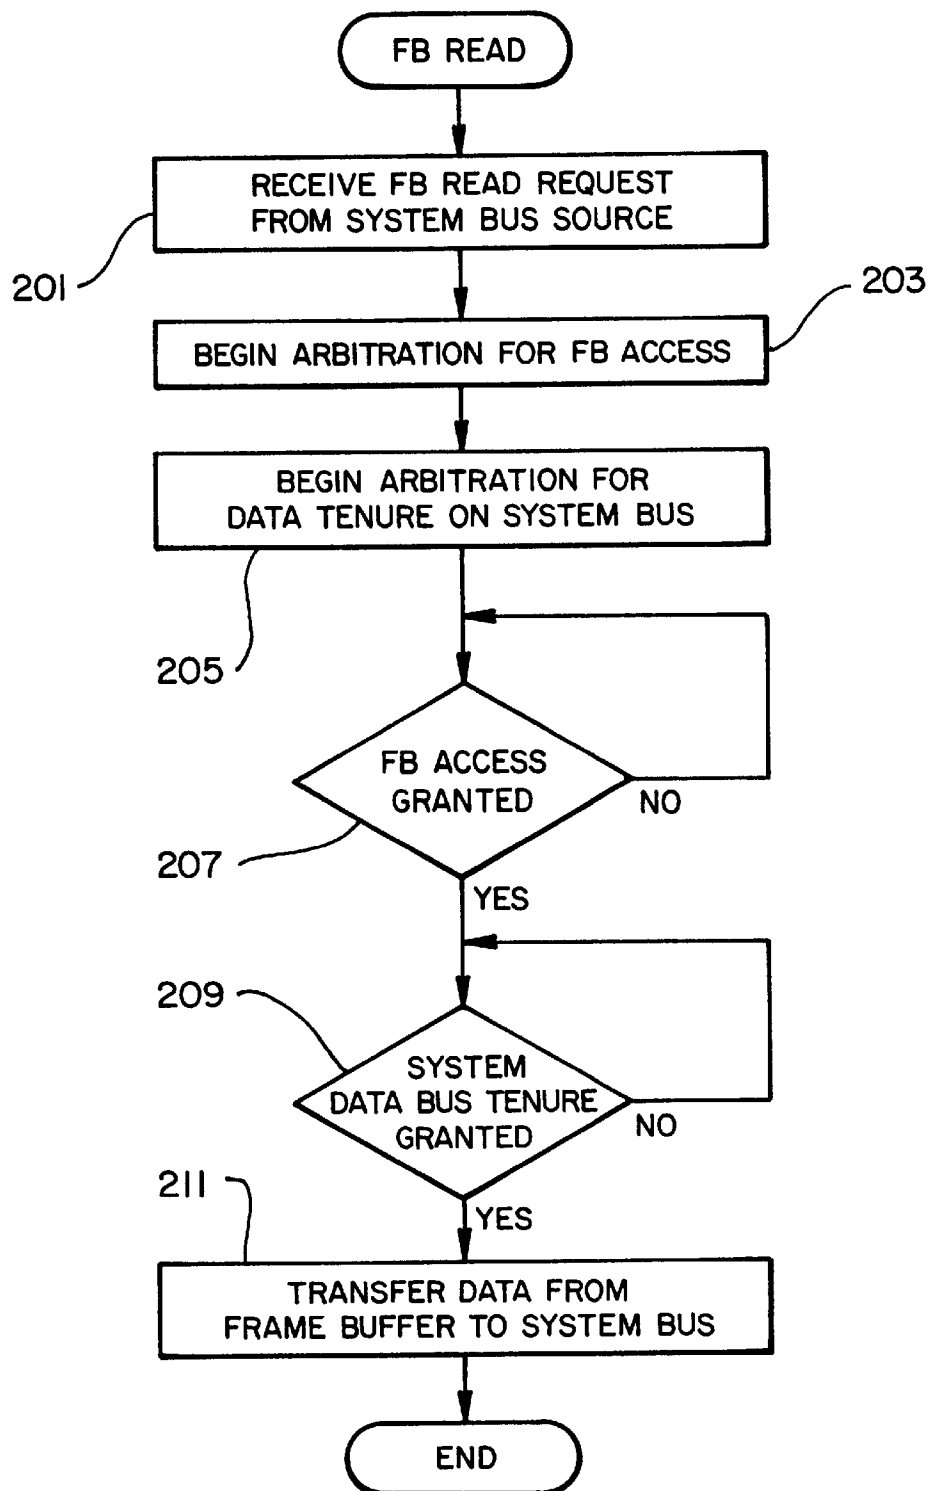 FB READ
RECEIVE FB READ REQUEST
FROM SYSTEM BUS SOURCE
201
203
BEGIN ARBITRATION FOR FB ACCESS
BEGIN ARBITRATION FOR
DATA TENURE ON SYSTEM BUS
205
FB ACCESS
GRANTED
NO
207
YES
209
SYSTEM
DATA BUS TENURE
GRANTED
NO
211
YES
TRANSFER DATA FROM
FRAME BUFFER TO SYSTEM BUS
END